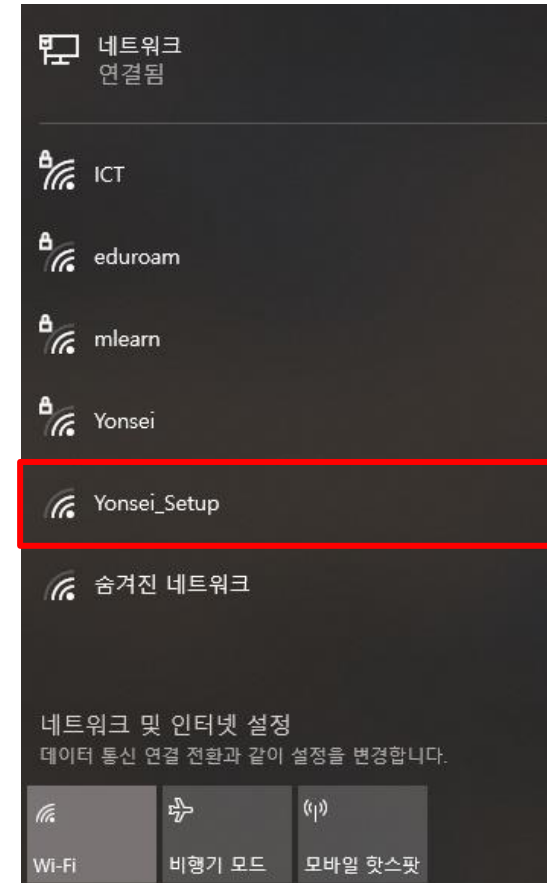 네트워크
연결됨
ICT
eduroam
mlearn
Yonsei
Yonsei_Setup
숨겨진 네트워크
네트워크 및 인터넷 설정
데이터 통신 연결 전환과 같이 설정을 변경합니다.
Wi-Fi
비행기 모드
모바일 핫스팟